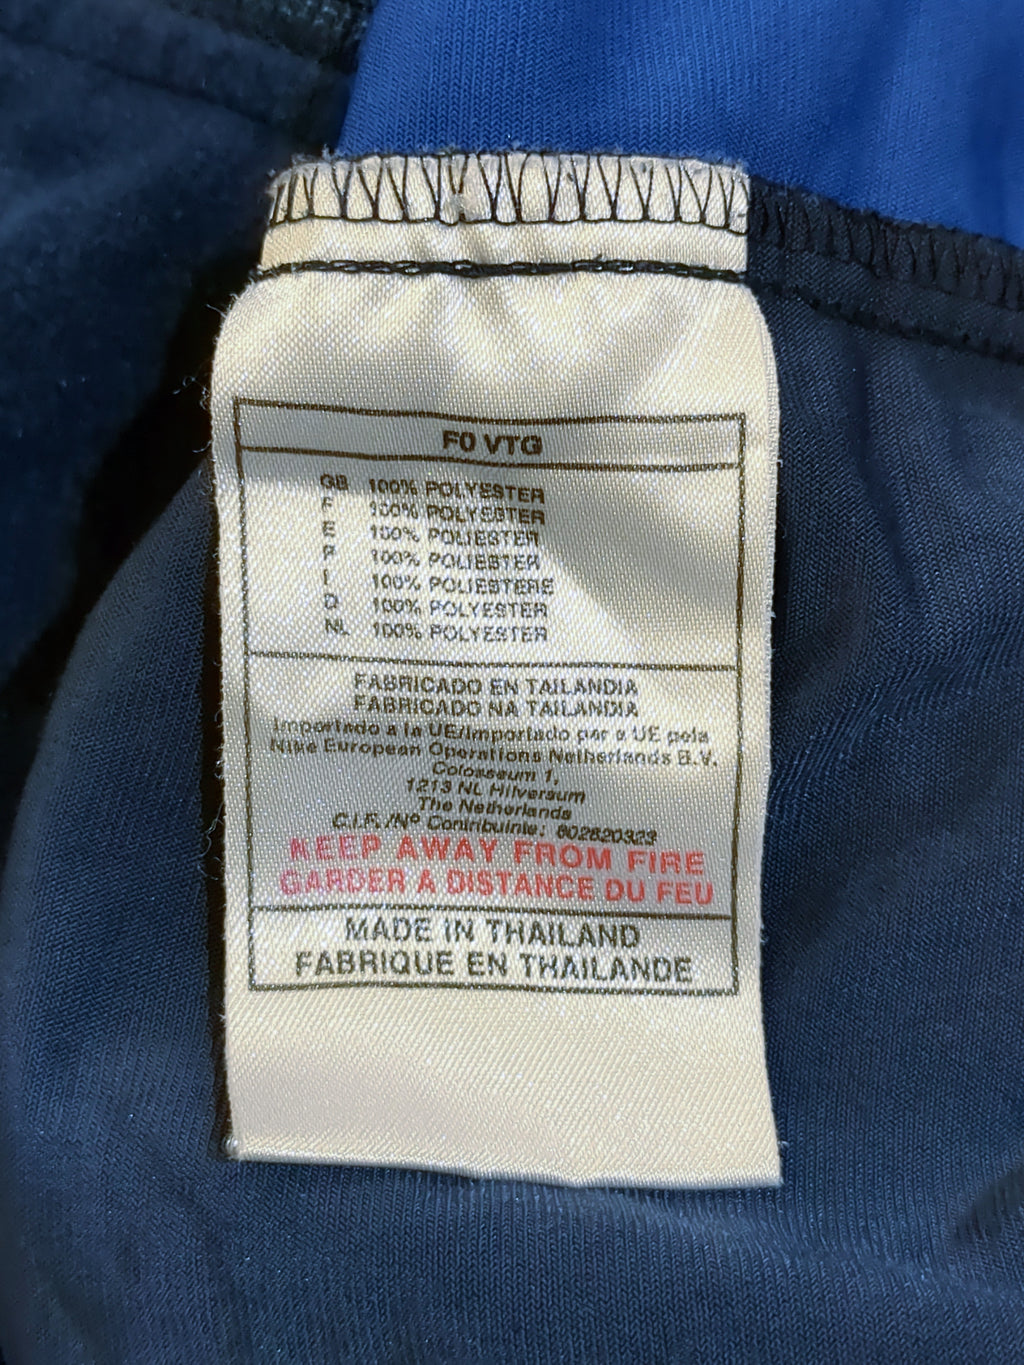 F0 VTG
GB 100% POLYESTER
F 100% POLYESTER
E 100% POLIESTER
P 100% POLIESTER
I 100% POLIESTERE
D 100% POLYESTER
NL 100% POLYESTER
FABRICADO EN TAILANDIA
FABRICADO NA TAILANDIA
Importado a la UE/Importado par a UE pela
Nike European Operations Netherlands B.V.
Colosseum 1,
1213 NL Hilversum
The Netherlands
C.I.F./Nº Contribuinte: 802620323
KEEP AWAY FROM FIRE
GARDER A DISTANCE DU FEU
MADE IN THAILAND
FABRIQUE EN THAILANDE